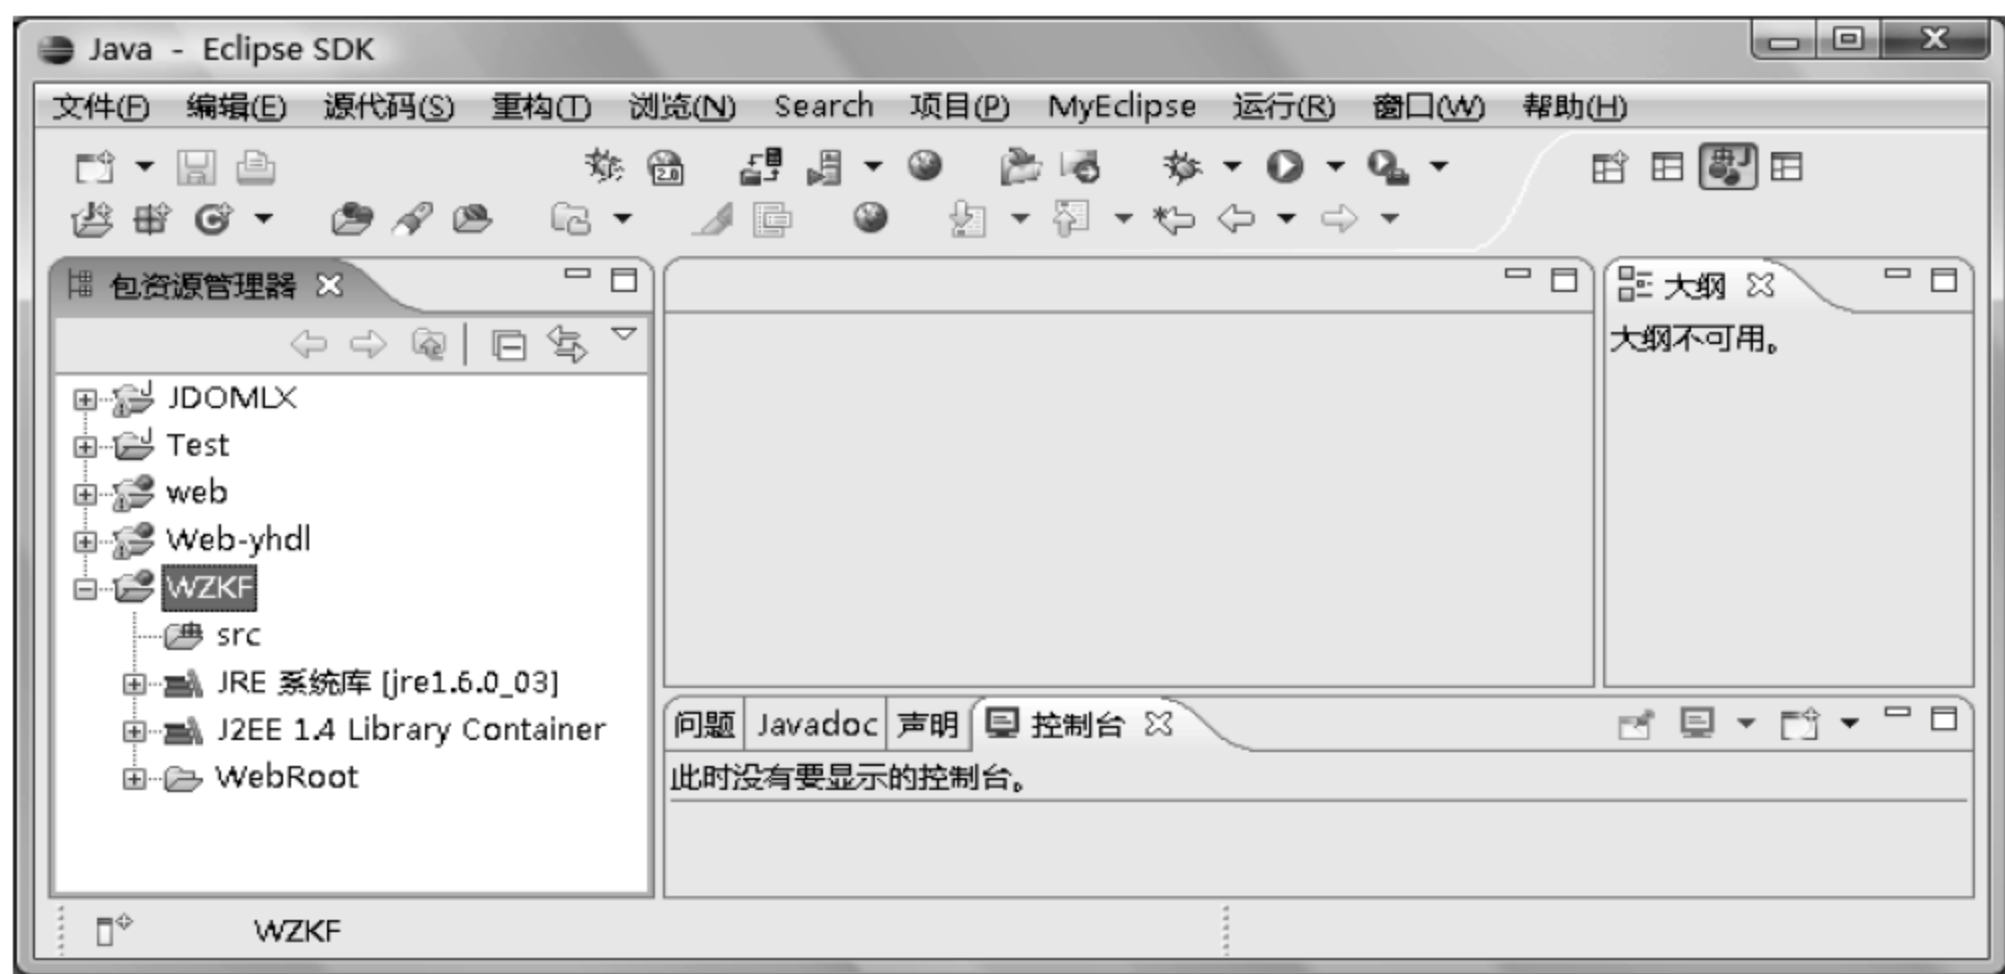 Java - Eclipse SDK
文件(F) 编辑(E) 源代码(S) 重构(T) 浏览(N) Search 项目(P) MyEclipse 运行(R) 窗口(W) 帮助(H)
包资源管理器
大纲
大纲不可用。
JDOMLX
Test
web
Web-yhdl
WZKF
src
JRE 系统库 [jre1.6.0_03]
J2EE 1.4 Library Container
WebRoot
问题 Javadoc 声明 控制台
此时没有要显示的控制台。
WZKF